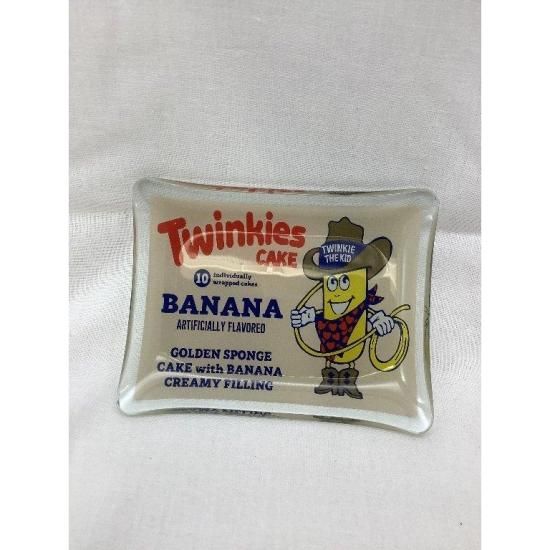 Twinkies
CAKE
10 individually
wrapped cakes
BANANA
ARTIFICIALLY FLAVORED
GOLDEN SPONGE
CAKE with BANANA
CREAMY FILLING
TWINKIE
THE KID